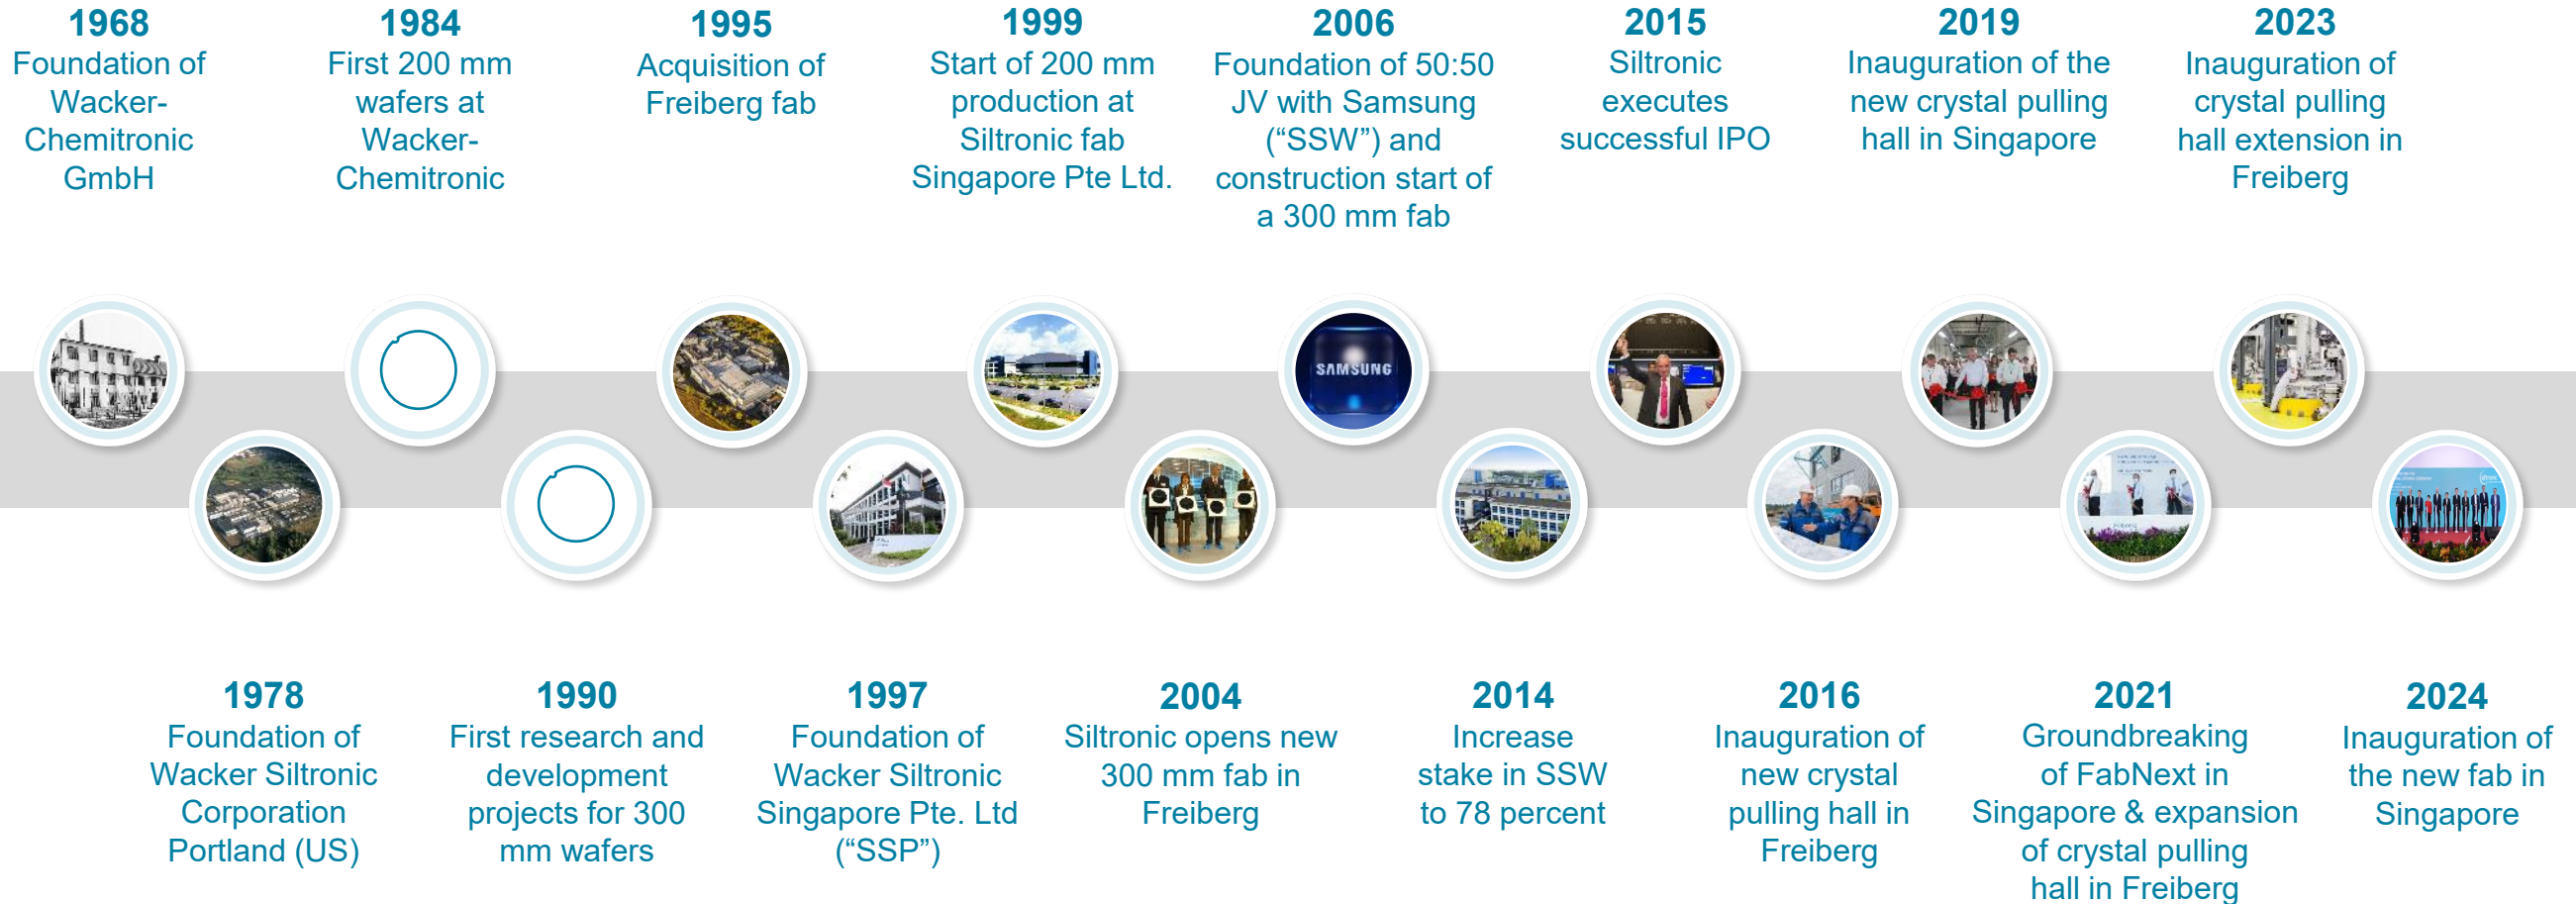 1968
Foundation of
Wacker-
Chemitronic
GmbH
1984
First 200 mm
wafers at
Wacker-
Chemitronic
1995
Acquisition of
Freiberg fab
1999
Start of 200 mm
production at
Siltronic fab
Singapore Pte Ltd.
2006
Foundation of 50:50
JV with Samsung
(“SSW”) and
construction start of
a 300 mm fab
2015
Siltronic
executes
successful IPO
2019
Inauguration of the
new crystal pulling
hall in Singapore
2023
Inauguration of
crystal pulling
hall extension in
Freiberg
SAMSUNG
1978
Foundation of
Wacker Siltronic
Corporation
Portland (US)
1990
First research and
development
projects for 300
mm wafers
1997
Foundation of
Wacker Siltronic
Singapore Pte. Ltd
(“SSP”)
2004
Siltronic opens new
300 mm fab in
Freiberg
2014
Increase
stake in SSW
to 78 percent
2016
Inauguration of
new crystal
pulling hall in
Freiberg
2021
Groundbreaking
of FabNext in
Singapore & expansion
of crystal pulling
hall in Freiberg
2024
Inauguration of
the new fab in
Singapore